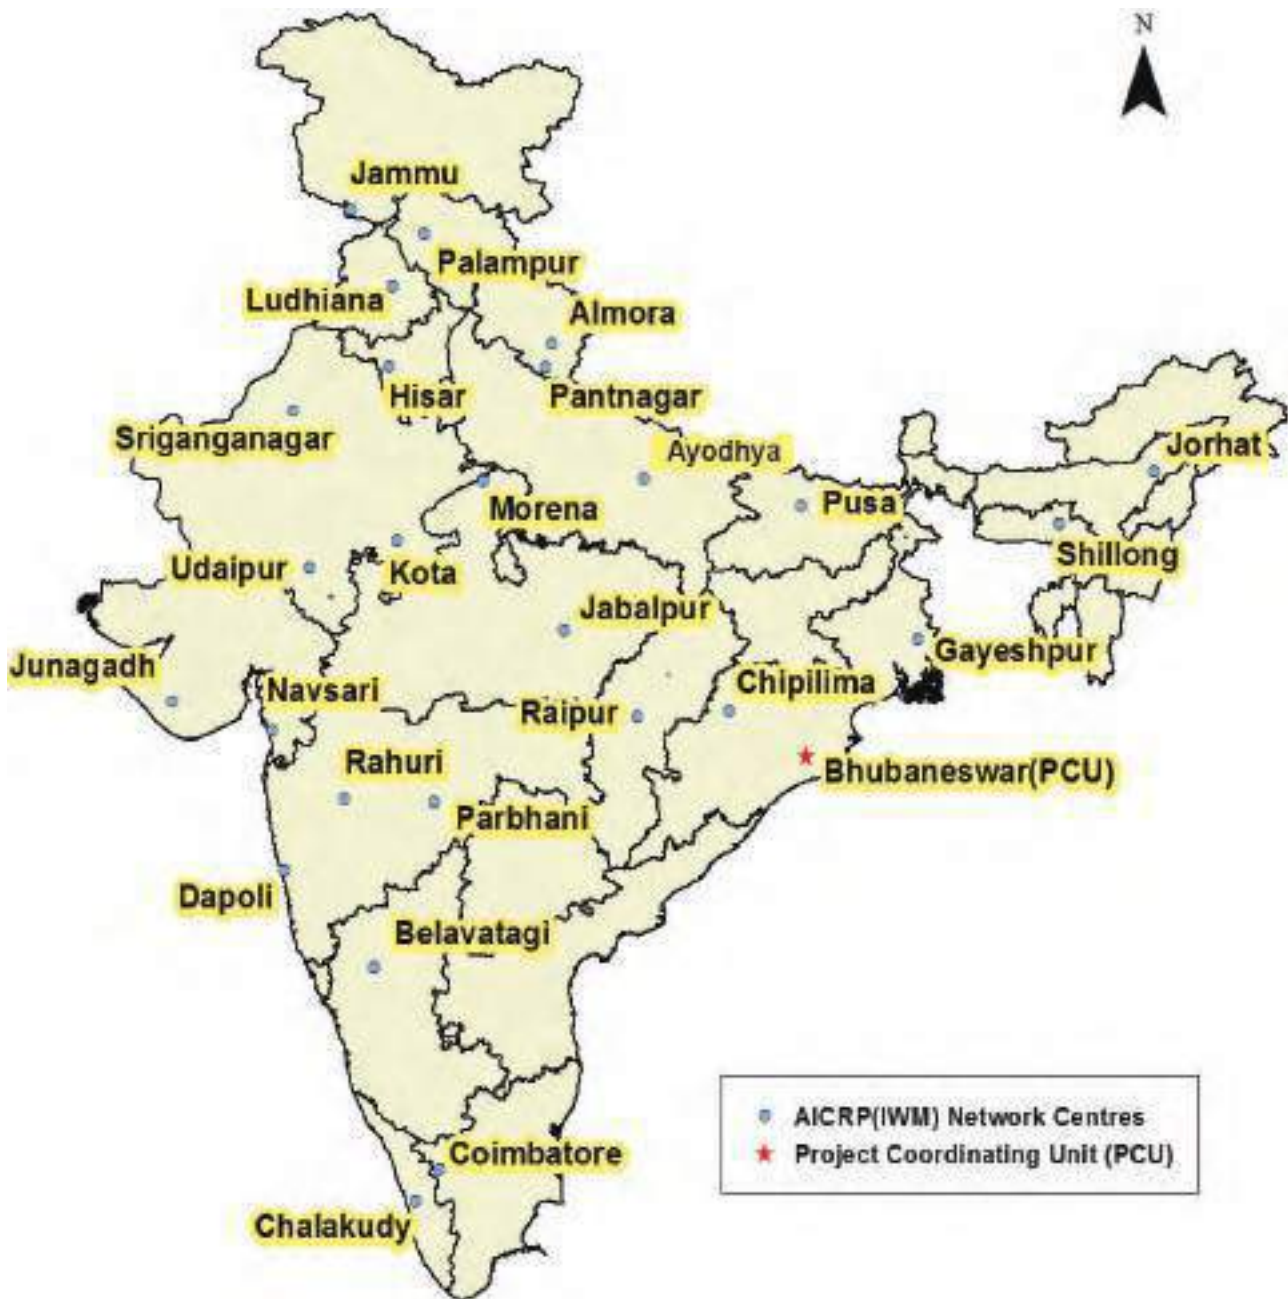 N
Jammu
Palampur
Ludhiana
Almora
Hisar
Pantnagar
Sriganganagar
Ayodhya
Jorhat
Morena
Pusa
Shillong
Udaipur
Kota
Jabalpur
Junagadh
Gayeshpur
Navsari
Chipilima
Raipur
Rahuri
Bhubaneswar(PCU)
Parbhani
Dapoli
Belavatagi
AICRP(IWM) Network Centres
Project Coordinating Unit (PCU)
Coimbatore
Chalakudy